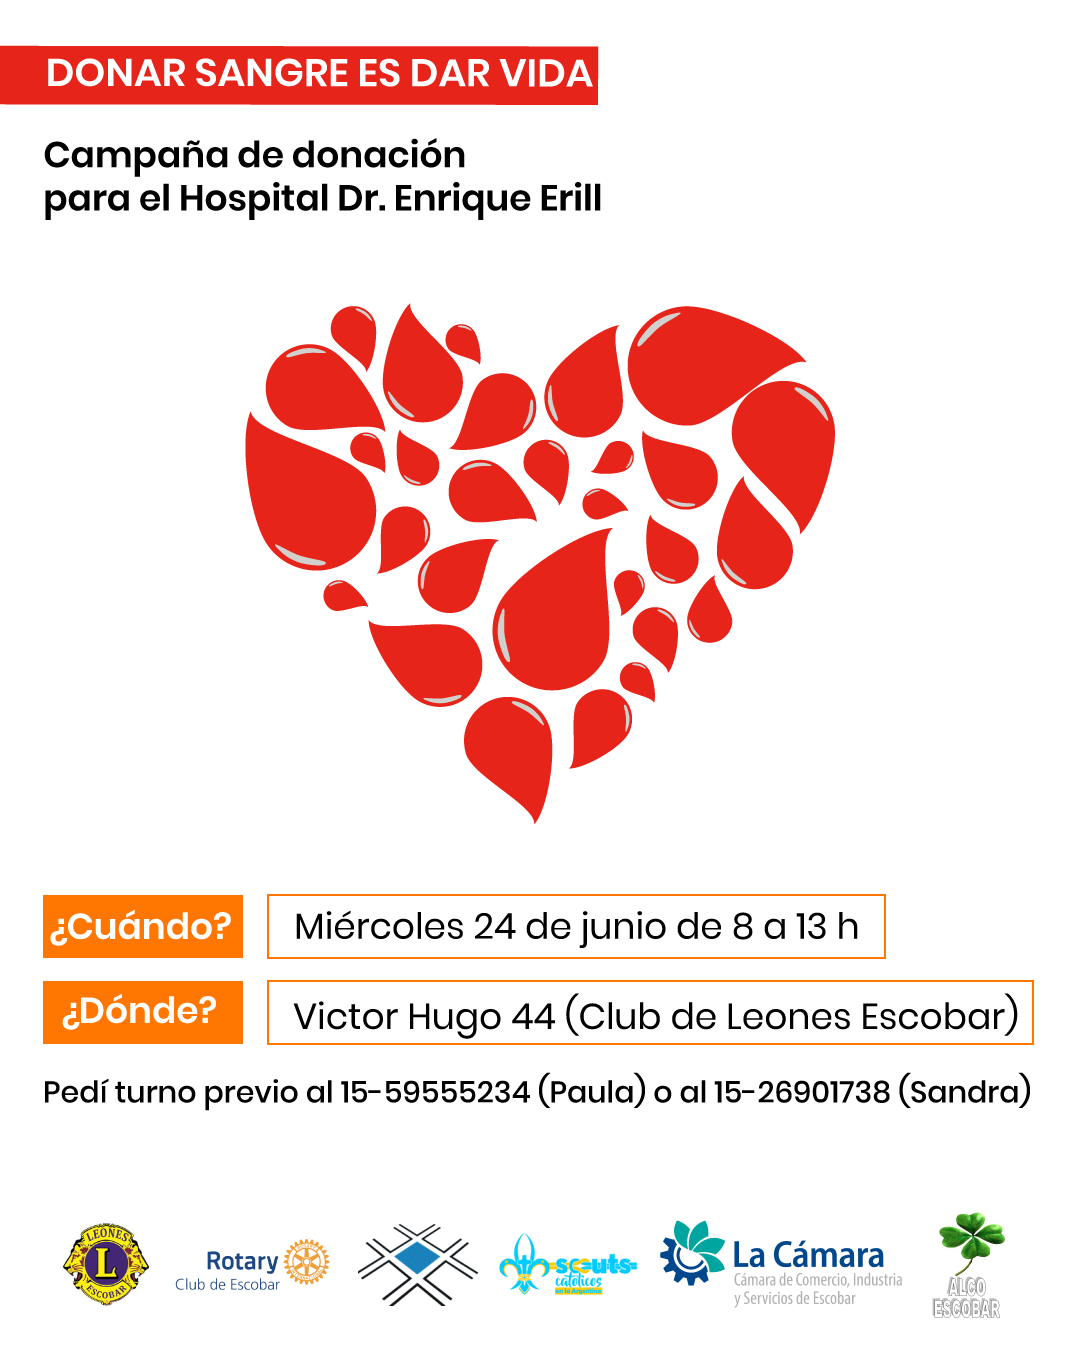 DONAR SANGRE ES DAR VIDA
Campaña de donación
para el Hospital Dr. Enrique Erill
¿Cuándo?
Miércoles 24 de junio de 8 a 13 h
¿Dónde?
Victor Hugo 44 (Club de Leones Escobar)
Pedí turno previo al 15-59555234 (Paula) o al 15-26901738 (Sandra)
LEONES
L
ESCOBAR
Rotary
Club de Escobar
scouts
católicos
en la Argentina
La Cámara
Cámara de Comercio, Industria
y Servicios de Escobar
ALCO
ESCOBAR